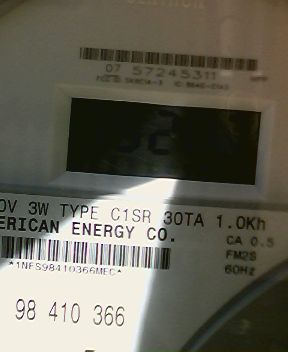 07 57245311
0V 3W TYPE C1SR 30TA 1.0Kh
ERICAN ENERGY CO.
CA 0.5
FM2S
60Hz
*1NES98410366MEC*
98 410 366